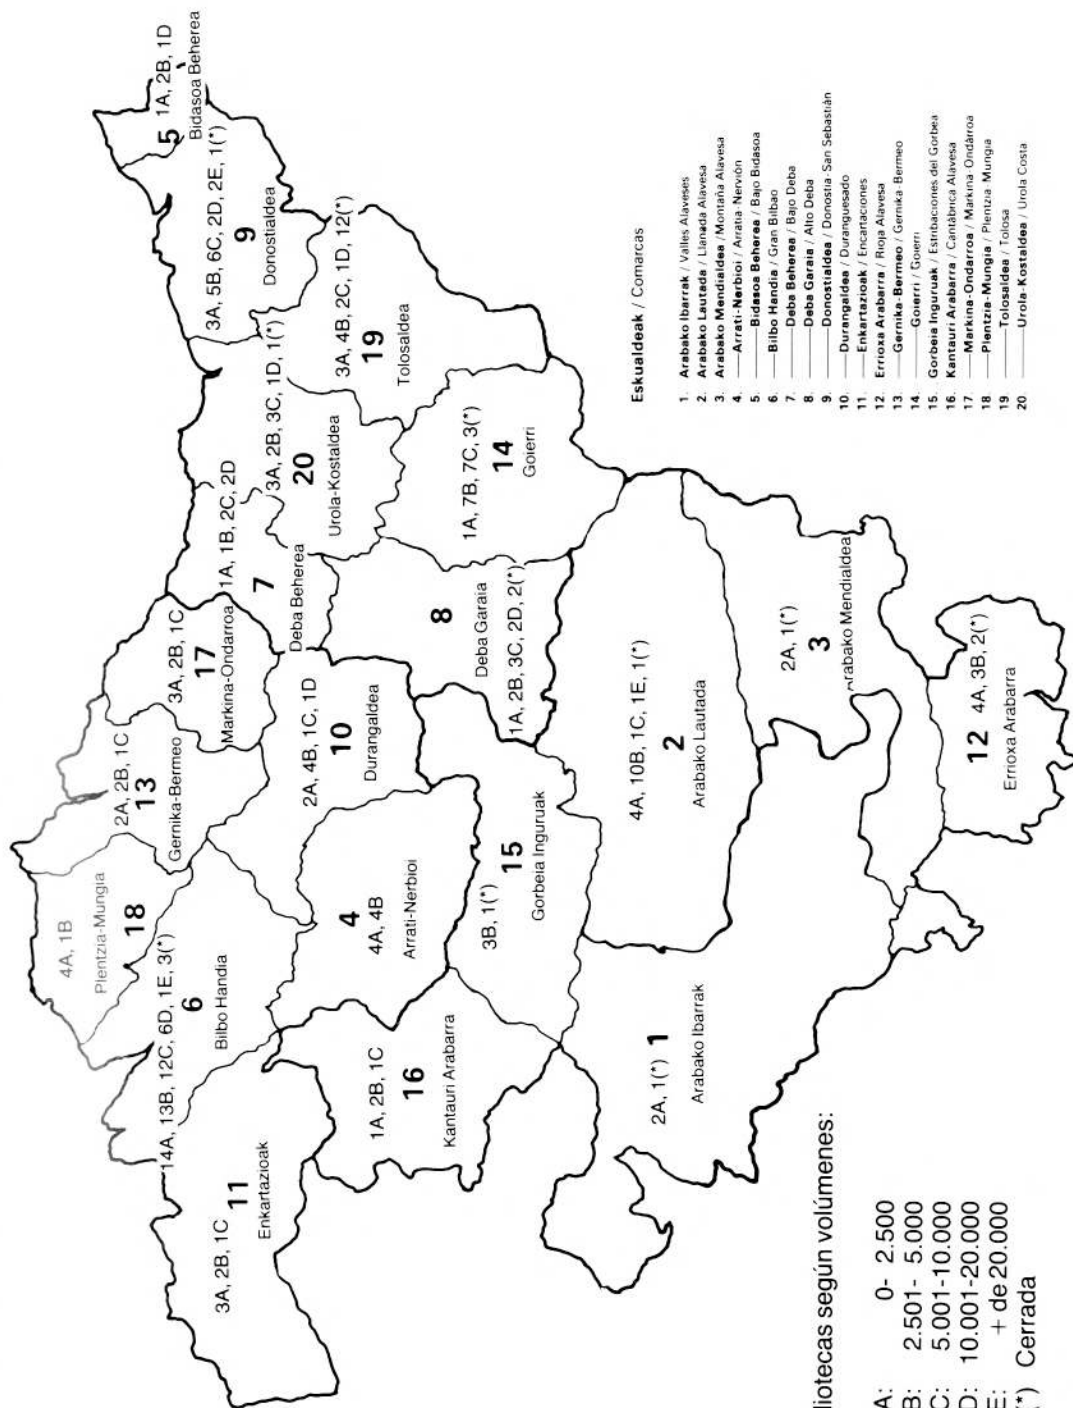 5 1A, 2B, 1D
Bidasoa Beherea
3A, 5B, 6C, 2D, 2E, 1(*)
9
Donostialdea
3A, 4B, 2C, 1D, 12(*)
19
Tolosaldea
3A, 2B, 3C, 1D, 1(*)
20
Urola-Kostaldea
1A, 1B, 2C, 2D
7
Deba Beherea
3A, 2B, 1C
17
Markina-Ondarroa
2A, 2B, 1C
13
Gernika-Bermeo
4A, 1B
Plentzia-Mungia
18
14A, 13B, 12C, 6D, 1E, 3(*)
6
Bilbo Handia
3A, 2B, 1C
11
Enkartazioak
1A, 2B, 1C
16
Kantauri Arabarra
4
4A, 4B
Arrati-Nerbioi
2A, 4B, 1C, 1D
10
Durangaldea
8
Deba Garaia
1A, 2B, 3C, 2D, 2(*)
1A, 7B, 7C, 3(*)
14
Goierri
3B, 1(*)
15
Gorbeia Inguruak
4A, 10B, 1C, 1E, 1(*)
2
Arabako Lautada
2A, 1(*)
3
Arabako Mendialdea
2A, 1(*) 1
Arabako Ibarrak
12 4A, 3B, 2(*)
Errioxa Arabarra
Eskualdeak / Comarcas
1. Arabako Ibarrak / Valles Alaveses
2. Arabako Lautada / Llanada Alavesa
3. Arabako Mendialdea / Montaña Alavesa
4. Arrati-Nerbioi / Arratia-Nervión
5. Bidasoa Beherea / Bajo Bidasoa
6. Bilbo Handia / Gran Bilbao
7. Deba Beherea / Bajo Deba
8. Deba Garaia / Alto Deba
9. Donostialdea / Donostia-San Sebastián
10. Durangaldea / Duranguesado
11. Enkartazioak / Encartaciones
12. Errioxa Arabarra / Rioja Alavesa
13. Gernika-Bermeo / Gernika-Bermeo
14. Goierri / Goierri
15. Gorbeia Inguruak / Estribaciones del Gorbea
16. Kantauri Arabarra / Cantábrica Alavesa
17. Markina-Ondarroa / Markina-Ondárroa
18. Plentzia-Mungia / Plentzia-Mungia
19 Tolosaldea / Tolosa
20 Urola-Kostaldea / Urola Costa
liotecas según volúmenes:
A: 0- 2.500
B: 2.501- 5.000
C: 5.001-10.000
D: 10.001-20.000
E: + de 20.000
(*) Cerrada